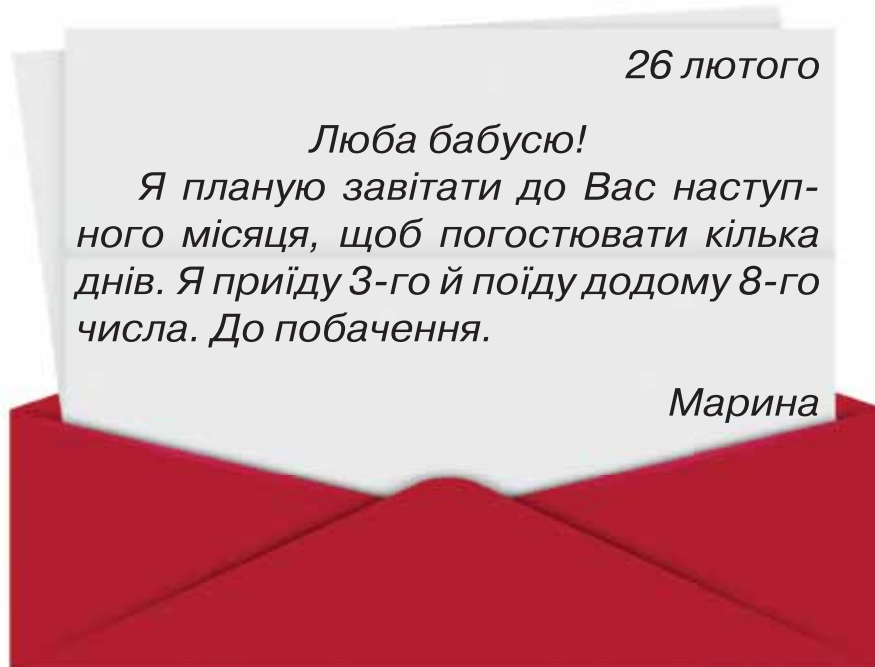 26 лютого
Люба бабусю!
Я планую завітати до Вас наступ-
ного місяця, щоб погостювати кілька
днів. Я приїду 3-го й поїду додому 8-го
числа. До побачення.
Марина